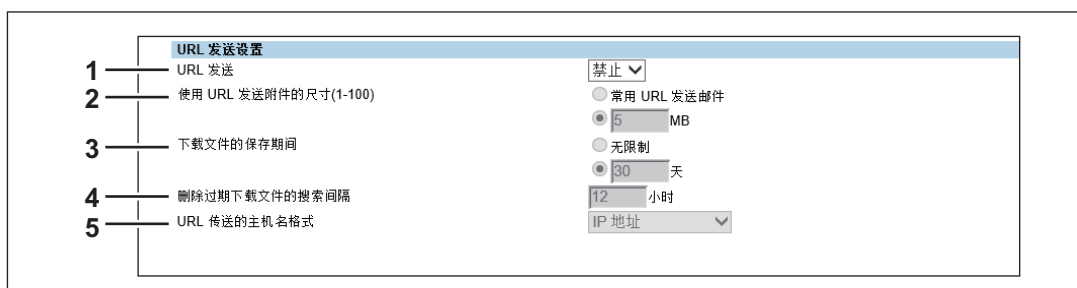 URL 发送设置
1 URL 发送 禁止
2 使用 URL 发送附件的尺寸(1-100) 常用 URL 发送邮件
5 MB
3 下载文件的保存期间 无限制
30 天
4 删除过期下载文件的搜索间隔 12 小时
5 URL 传送的主机名格式 IP 地址